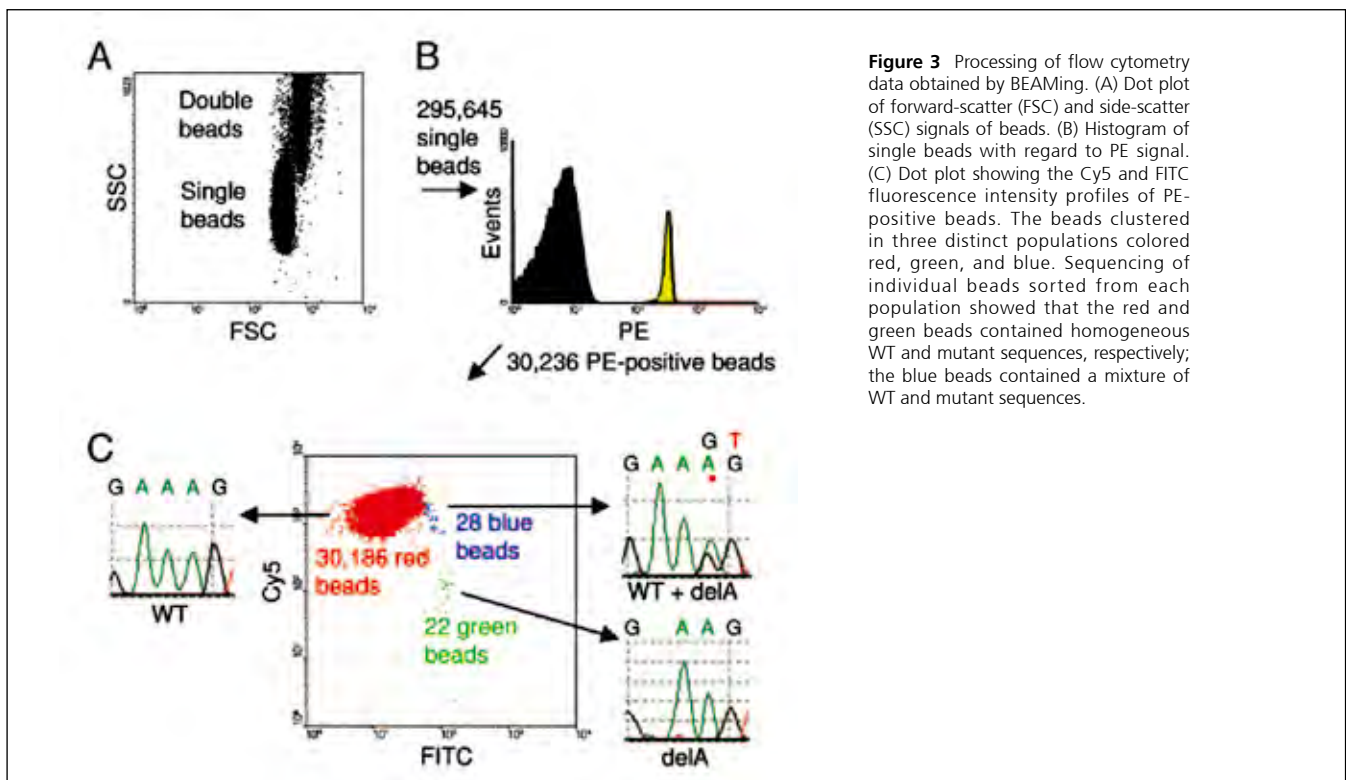 A
Double
beads
Single
beads
SSC
FSC
B
295,645
single
beads
Events
PE
30,236 PE-positive beads
C
G A A A G
WT
Cy5
30,186 red
beads
28 blue
beads
22 green
beads
FITC
G T
G A A A G
WT + delA
G A A G
delA
Figure 3 Processing of flow cytometry
data obtained by BEAMing. (A) Dot plot
of forward-scatter (FSC) and side-scatter
(SSC) signals of beads. (B) Histogram of
single beads with regard to PE signal.
(C) Dot plot showing the Cy5 and FITC
fluorescence intensity profiles of PE-
positive beads. The beads clustered
in three distinct populations colored
red, green, and blue. Sequencing of
individual beads sorted from each
population showed that the red and
green beads contained homogeneous
WT and mutant sequences, respectively;
the blue beads contained a mixture of
WT and mutant sequences.